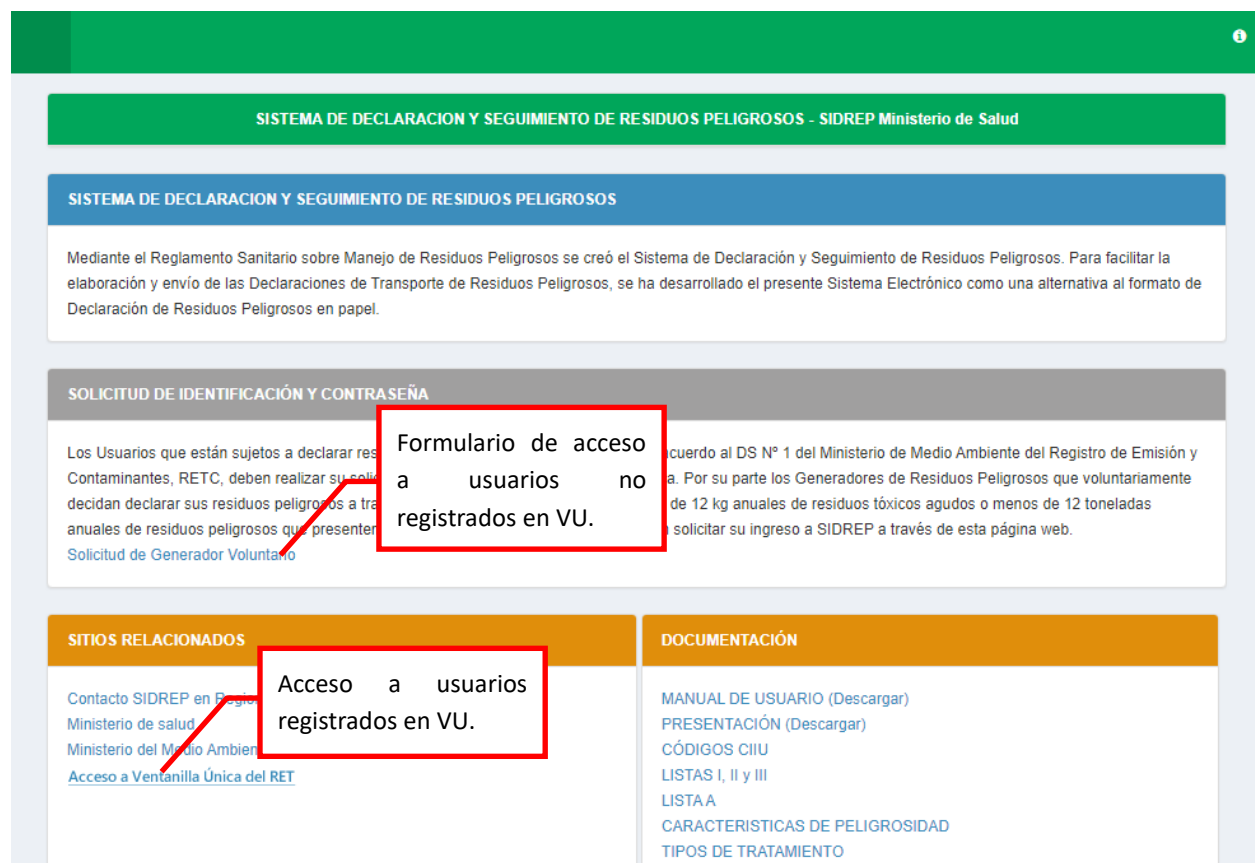 SISTEMA DE DECLARACION Y SEGUIMIENTO DE RESIDUOS PELIGROSOS - SIDREP Ministerio de Salud
SISTEMA DE DECLARACION Y SEGUIMIENTO DE RESIDUOS PELIGROSOS
Mediante el Reglamento Sanitario sobre Manejo de Residuos Peligrosos se creó el Sistema de Declaración y Seguimiento de Residuos Peligrosos. Para facilitar la
elaboración y envío de las Declaraciones de Transporte de Residuos Peligrosos, se ha desarrollado el presente Sistema Electrónico como una alternativa al formato de
Declaración de Residuos Peligrosos en papel.
SOLICITUD DE IDENTIFICACIÓN Y CONTRASEÑA
Los Usuarios que están sujetos a declarar al DS Nº 1 del Ministerio de Medio Ambiente del Registro de Emisión y
Contaminantes, RETC, deben realizar su Por su parte los Generadores de Residuos Peligrosos que voluntariamente
decidan declarar sus residuos peligrosos a de 12 kg anuales de residuos tóxicos agudos o menos de 12 toneladas
anuales de residuos peligrosos que solicitar su ingreso a SIDREP a través de esta página web.
Solicitud de Generador Voluntario
Formulario de acceso
a usuarios no
registrados en VU.
SITIOS RELACIONADOS
Contacto SIDREP en
Ministerio de salud
Ministerio del Medio
Acceso a Ventanilla Única del RET
Acceso a usuarios
registrados en VU.
DOCUMENTACIÓN
MANUAL DE USUARIO (Descargar)
PRESENTACIÓN (Descargar)
CÓDIGOS CIIU
LISTAS I, II y III
LISTA A
CARACTERISTICAS DE PELIGROSIDAD
TIPOS DE TRATAMIENTO